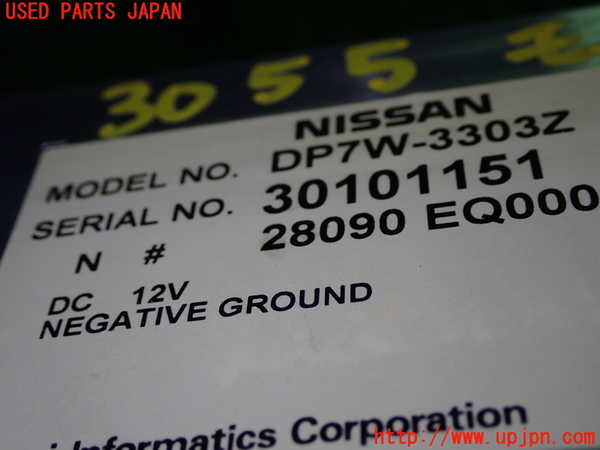 USED PARTS JAPAN
3055
NISSAN
MODEL NO. DP7W-3303Z
SERIAL NO. 30101151
N # 28090 EQ000
DC 12V
NEGATIVE GROUND
Informatics Corporation
http://www.upjpn.com